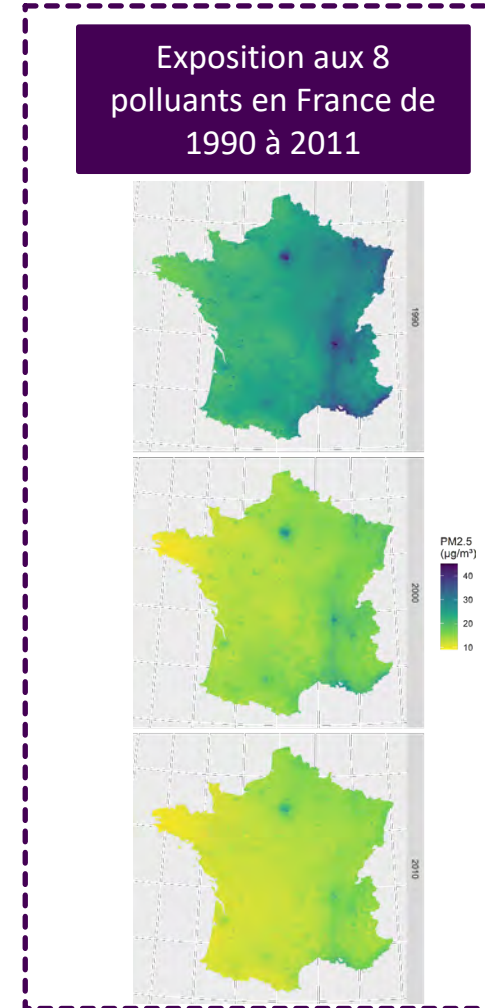 Exposition aux 8
polluants en France de
1990 à 2011
1990
2000
PM2.5
(µg/m³)
40
30
20
10
2010